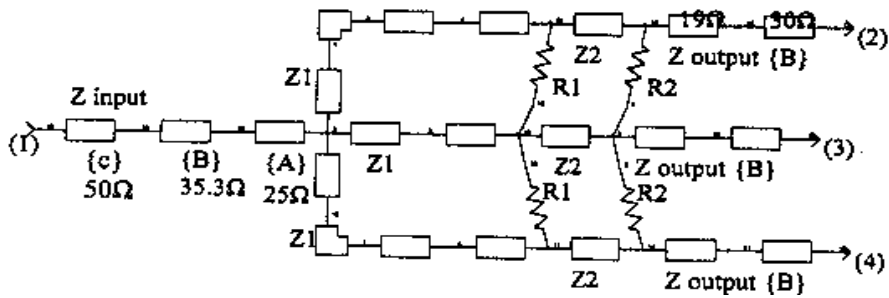 19Ω 50Ω
Z2 Z output {B} (2)
Z1 R1 R2
Z input
(1)
{c} {B} {A} Z1 Z2 Z output {B} (3)
50Ω 35.3Ω 25Ω
R1 R2
Z1
(4)
Z2 Z output {B}